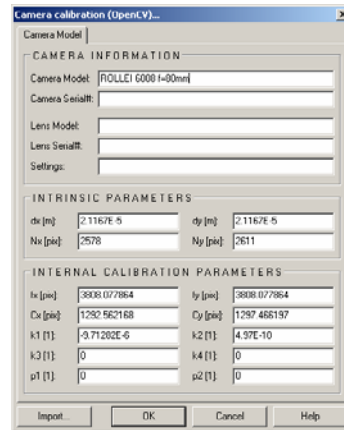 Camera calibration (OpenCV)...
Camera Model
CAMERA INFORMATION
Camera Model: ROLLEI 6008 f=80mm
Camera Serial#:
Lens Model:
Lens Serial#:
Settings:
INTRINSIC PARAMETERS
dx [m]: 2.1167E-5 dy [m]: 2.1167E-5
Nx [pix]: 2578 Ny [pix]: 2611
INTERNAL CALIBRATION PARAMETERS
fx [pix]: 3808.077864 fy [pix]: 3808.077864
Cx [pix]: 1292.562168 Cy [pix]: 1297.466197
k1 [1]: -9.71282E-6 k2 [1]: 4.97E-10
k3 [1]: 0 k4 [1]: 0
p1 [1]: 0 p2 [1]: 0
Import... OK Cancel Help